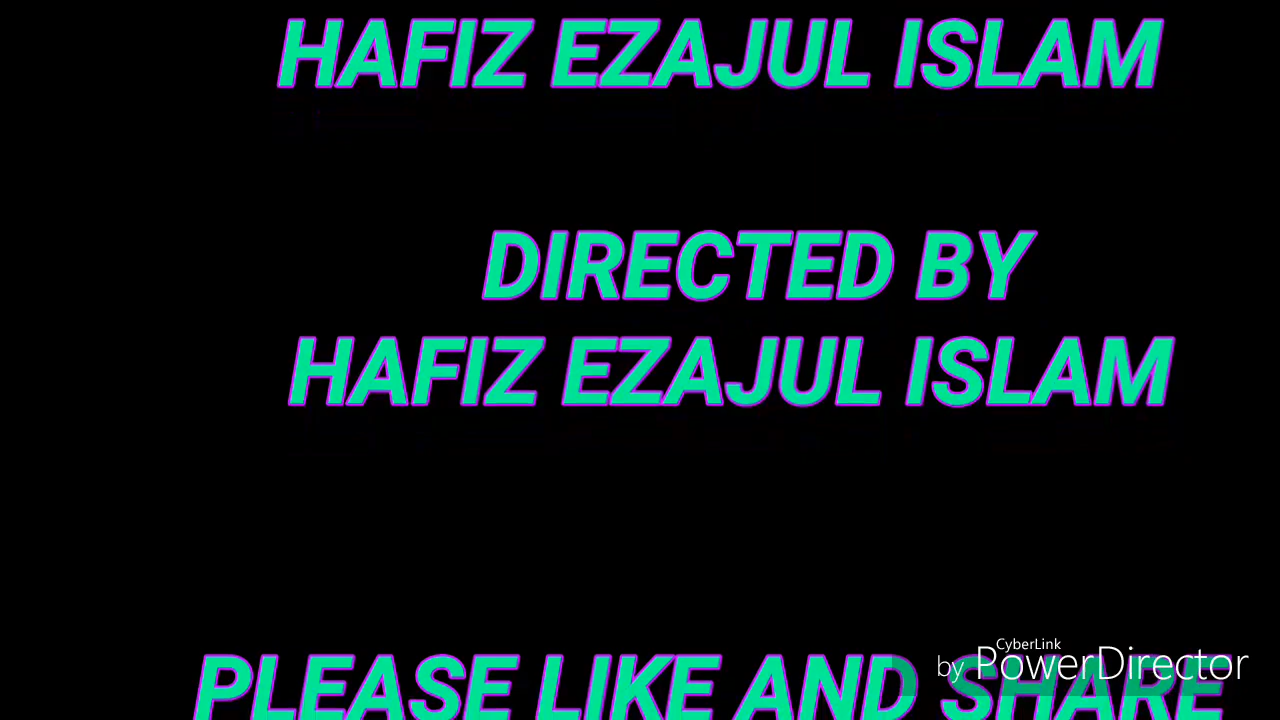 HAFIZ EZAJUL ISLAM
DIRECTED BY
HAFIZ EZAJUL ISLAM
PLEASE LIKE AND SHARE
CyberLink
by PowerDirector